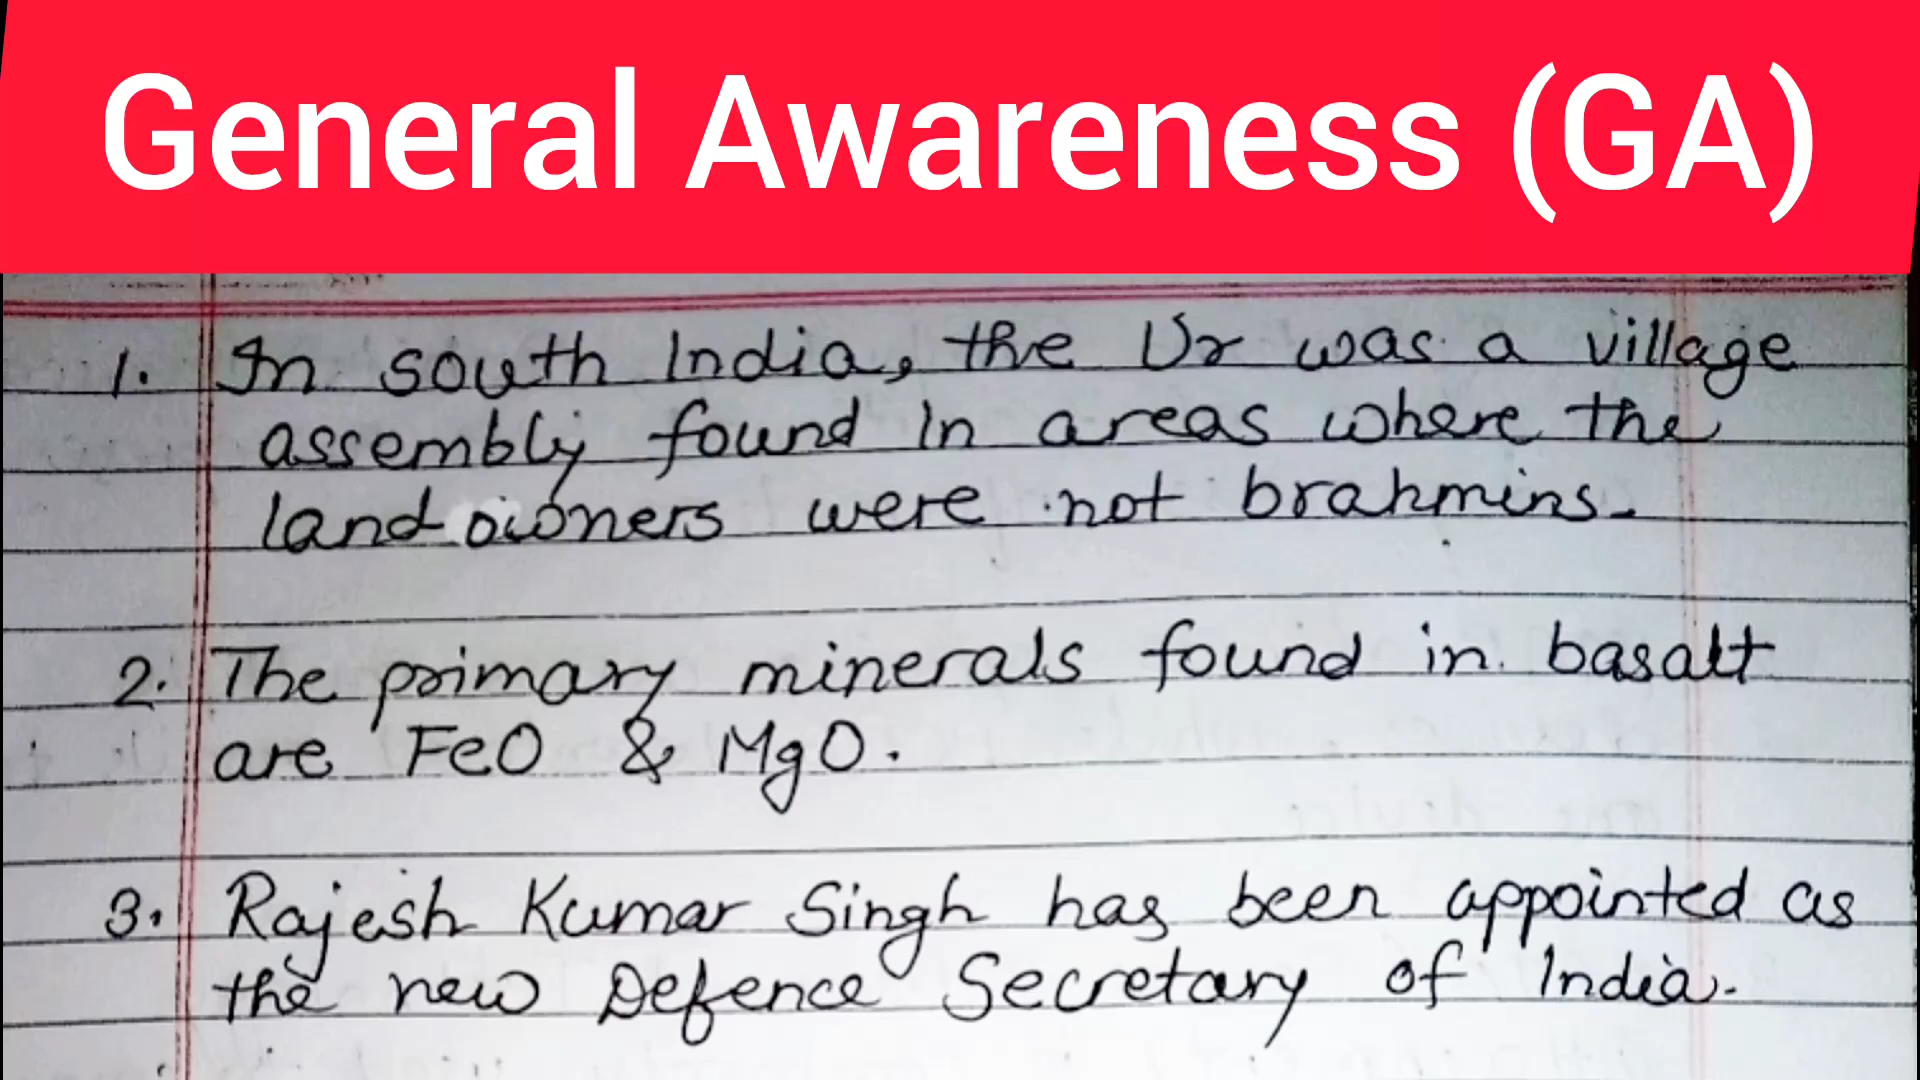 General Awareness (GA)
1. In south India, the Ur was a village
assembly found in areas where the
land owners were not brahmins.
2. The primary minerals found in basalt
are FeO & MgO.
3. Rajesh Kumar Singh has been appointed as
the new Defence Secretary of India.